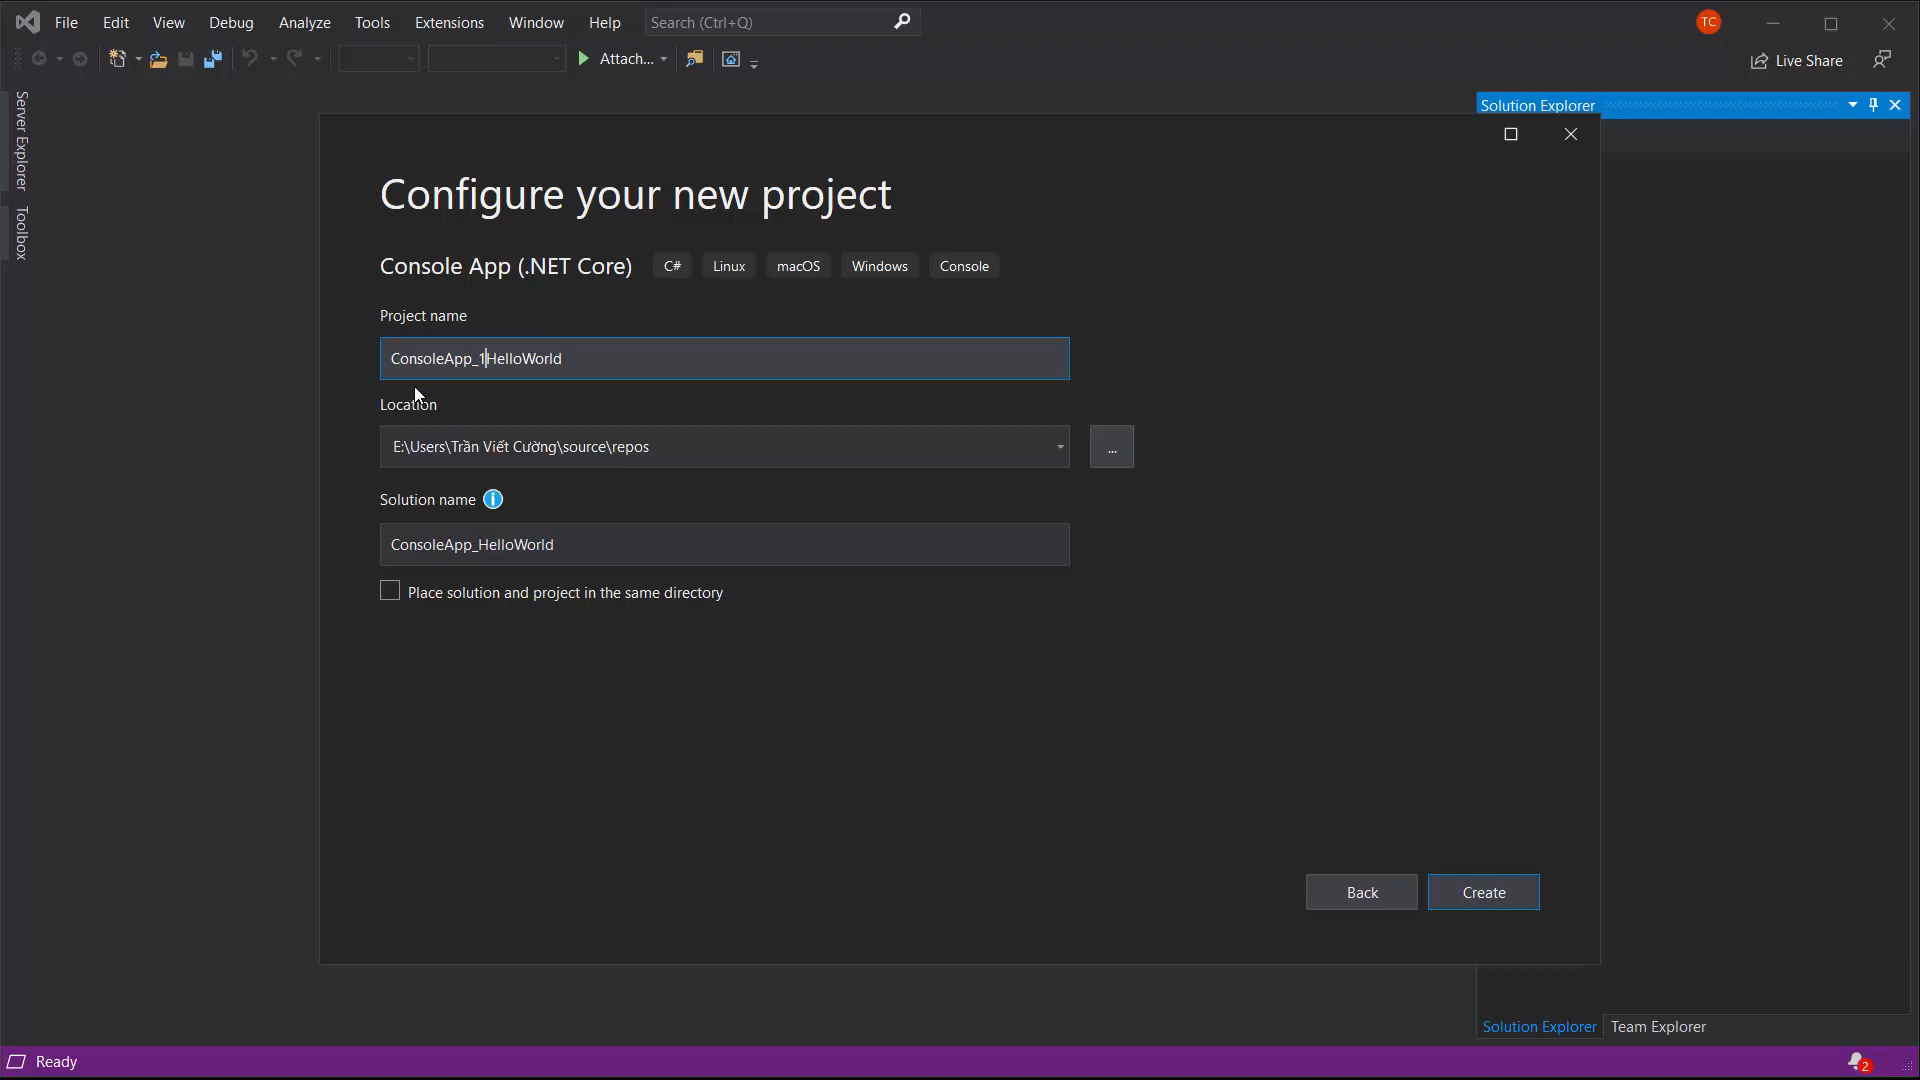 File Edit View Debug Analyze Tools Extensions Window Help Search (Ctrl+Q) TC
Attach... Live Share
Server Explorer
Toolbox
Solution Explorer
Configure your new project
Console App (.NET Core) C# Linux macOS Windows Console
Project name
ConsoleApp_1HelloWorld
Location
E:\Users\Trần Viết Cường\source\repos
...
Solution name
ConsoleApp_HelloWorld
Place solution and project in the same directory
Back Create
Solution Explorer Team Explorer
Ready 2